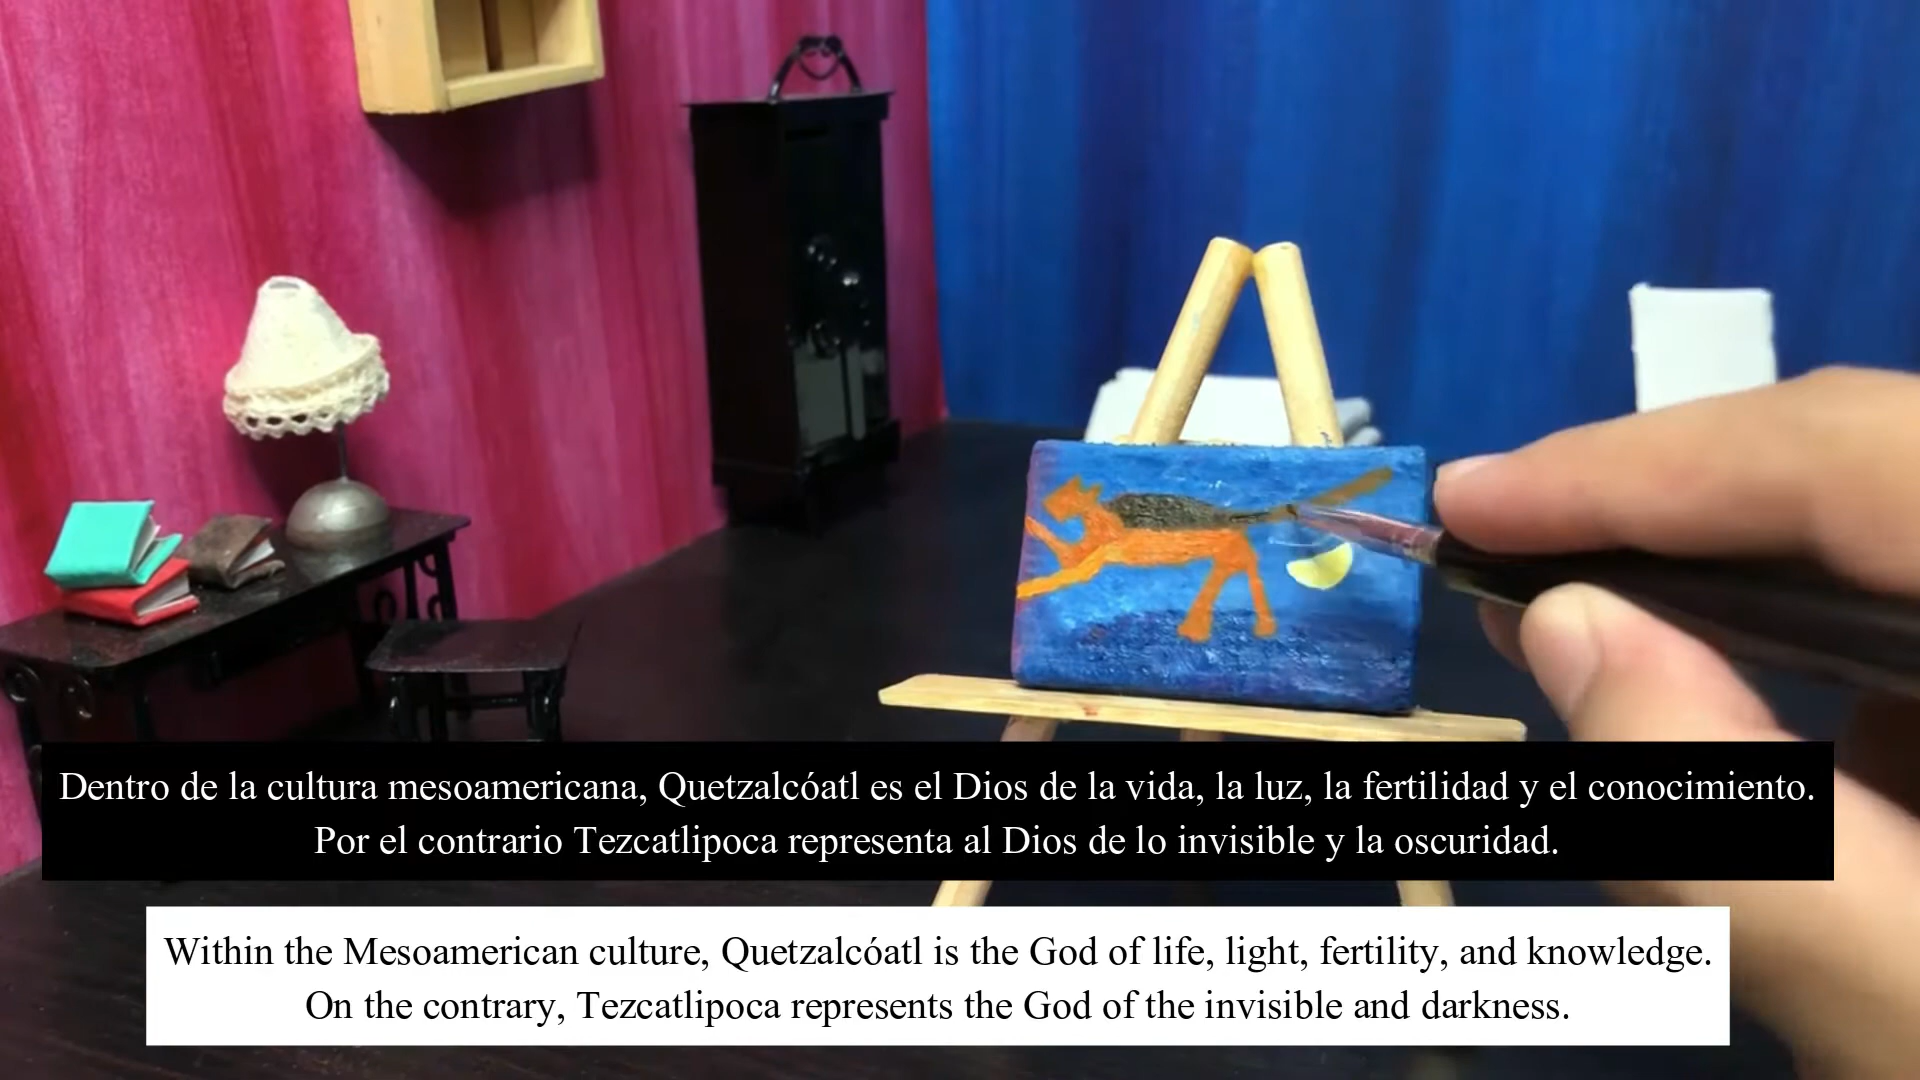 Dentro de la cultura mesoamericana, Quetzalcóatl es el Dios de la vida, la luz, la fertilidad y el conocimiento.
Por el contrario Tezcatlipoca representa al Dios de lo invisible y la oscuridad.
Within the Mesoamerican culture, Quetzalcóatl is the God of life, light, fertility, and knowledge.
On the contrary, Tezcatlipoca represents the God of the invisible and darkness.